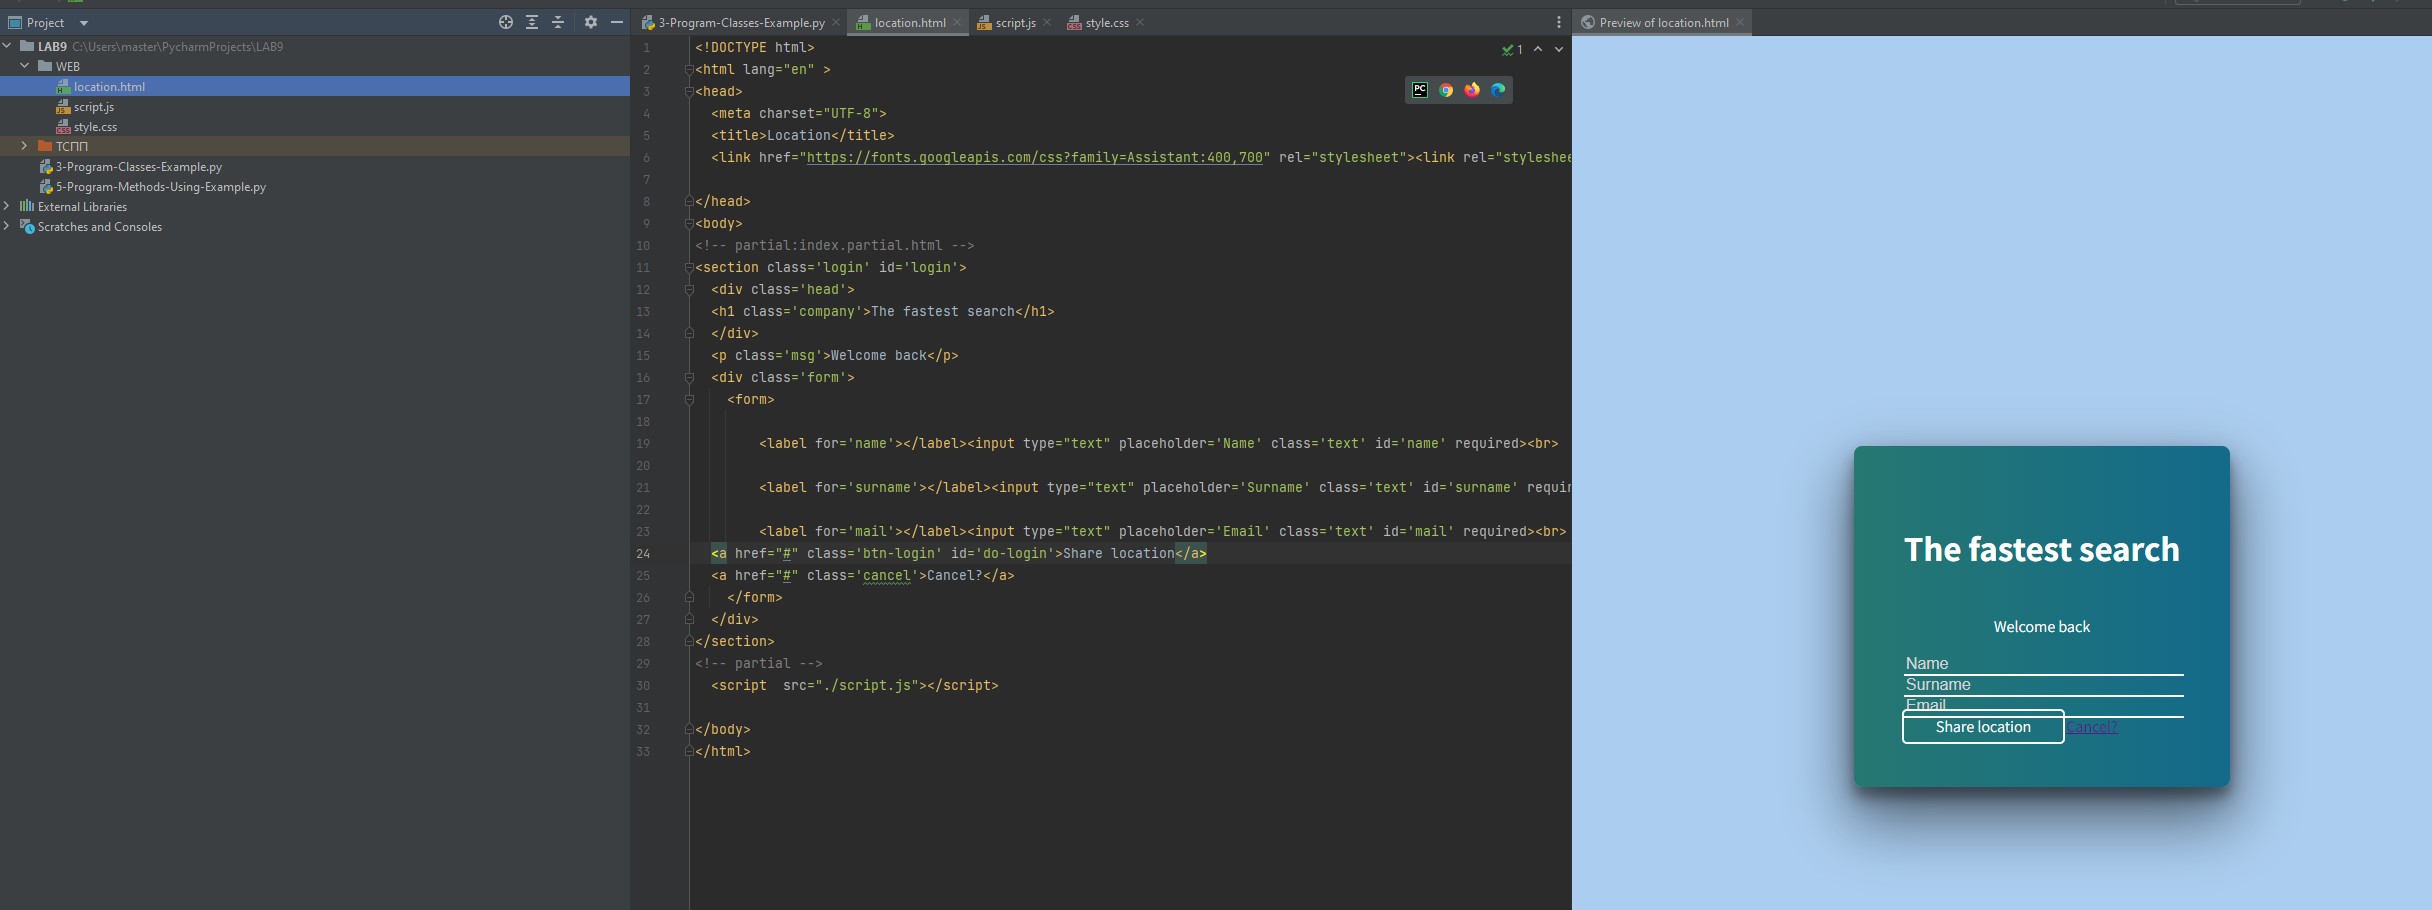 Project
LAB9 C:\Users\master\PycharmProjects\LAB9
WEB
location.html
script.js
style.css
ТСПП
3-Program-Classes-Example.py
5-Program-Methods-Using-Example.py
External Libraries
Scratches and Consoles
3-Program-Classes-Example.py location.html script.js style.css
1 <!DOCTYPE html>
2 <html lang="en" >
3 <head>
4 <meta charset="UTF-8">
5 <title>Location</title>
6 <link href="https://fonts.googleapis.com/css?family=Assistant:400,700" rel="stylesheet"><link rel="styleshee
7
8 </head>
9 <body>
10 <!-- partial:index.partial.html -->
11 <section class='login' id='login'>
12 <div class='head'>
13 <h1 class='company'>The fastest search</h1>
14 </div>
15 <p class='msg'>Welcome back</p>
16 <div class='form'>
17 <form>
18
19 <label for='name'></label><input type="text" placeholder='Name' class='text' id='name' required><br>
20
21 <label for='surname'></label><input type="text" placeholder='Surname' class='text' id='surname' requir
22
23 <label for='mail'></label><input type="text" placeholder='Email' class='text' id='mail' required><br>
24 <a href="#" class='btn-login' id='do-login'>Share location</a>
25 <a href="#" class='cancel'>Cancel?</a>
26 </form>
27 </div>
28 </section>
29 <!-- partial -->
30 <script  src="./script.js"></script>
31
32 </body>
33 </html>
1
PC
Preview of location.html
The fastest search
Welcome back
Name
Surname
Email
Share location Cancel?